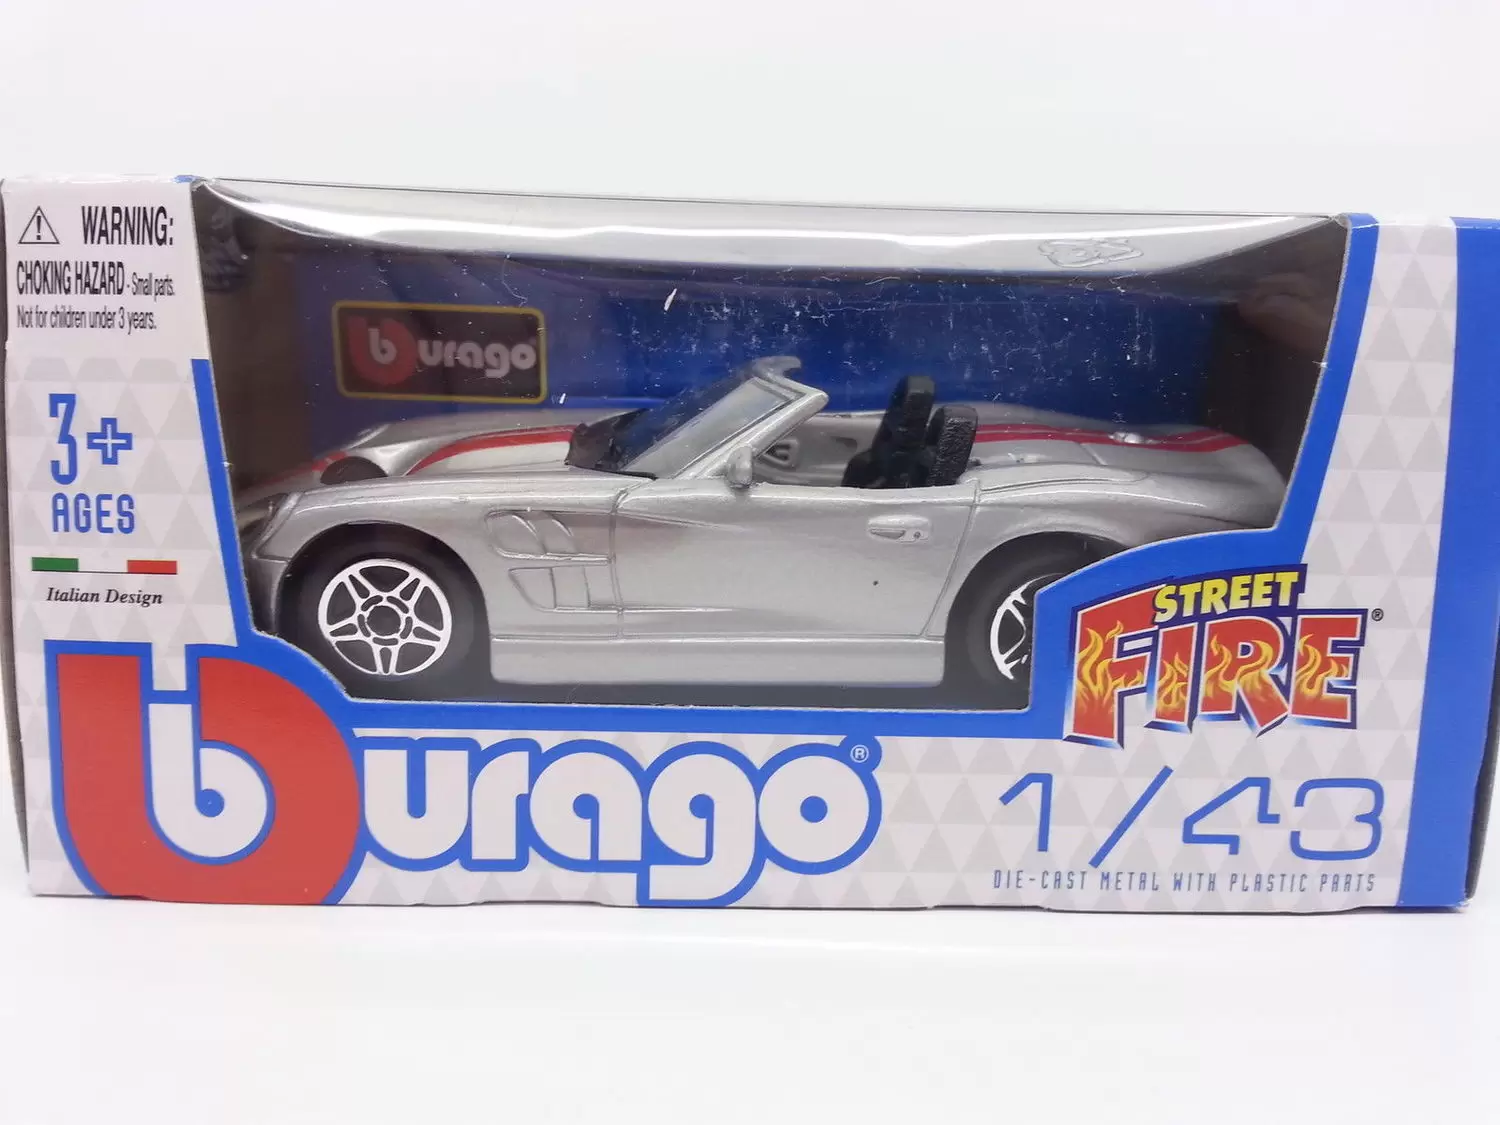 WARNING:
CHOKING HAZARD - Small parts.
Not for children under 3 years.
3+
AGES
Italian Design
burago
burago®
STREET
FIRE®
1/43
DIE-CAST METAL WITH PLASTIC PARTS